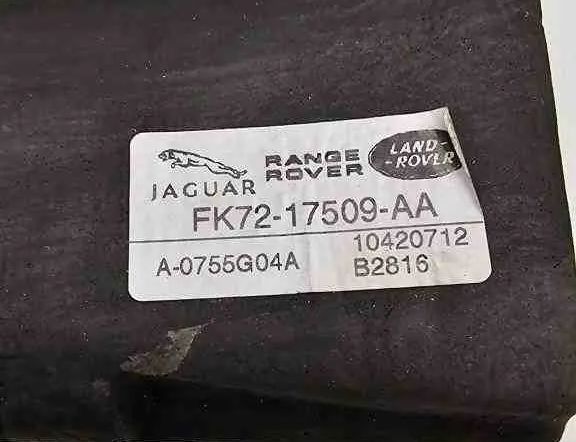 JAGUAR RANGE ROVER LAND-ROVER
FK72-17509-AA
A-0755G04A 10420712
B2816